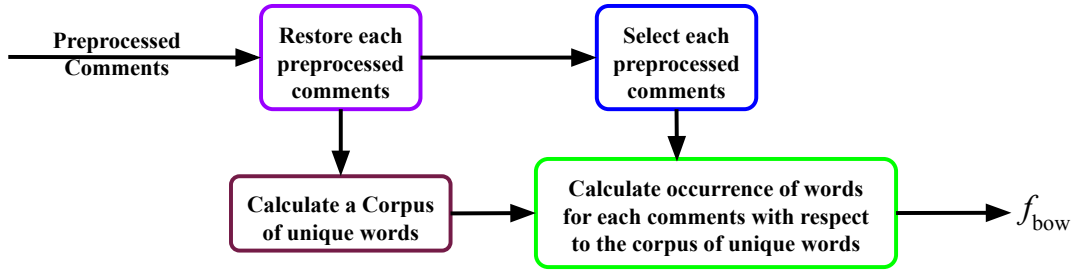 Preprocessed
Comments
Restore each
preprocessed
comments
Select each
preprocessed
comments
Calculate a Corpus
of unique words
Calculate occurrence of words
for each comments with respect
to the corpus of unique words
f_bow